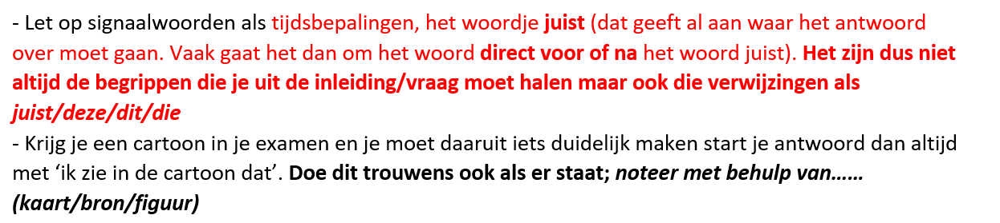 - Let op signaalwoorden als tijdsbepalingen, het woordje juist (dat geeft al aan waar het antwoord
over moet gaan. Vaak gaat het dan om het woord direct voor of na het woord juist). Het zijn dus niet
altijd de begrippen die je uit de inleiding/vraag moet halen maar ook die verwijzingen als
juist/deze/dit/die
- Krijg je een cartoon in je examen en je moet daaruit iets duidelijk maken start je antwoord dan altijd
met ‘ik zie in de cartoon dat’. Doe dit trouwens ook als er staat; noteer met behulp van……
(kaart/bron/figuur)